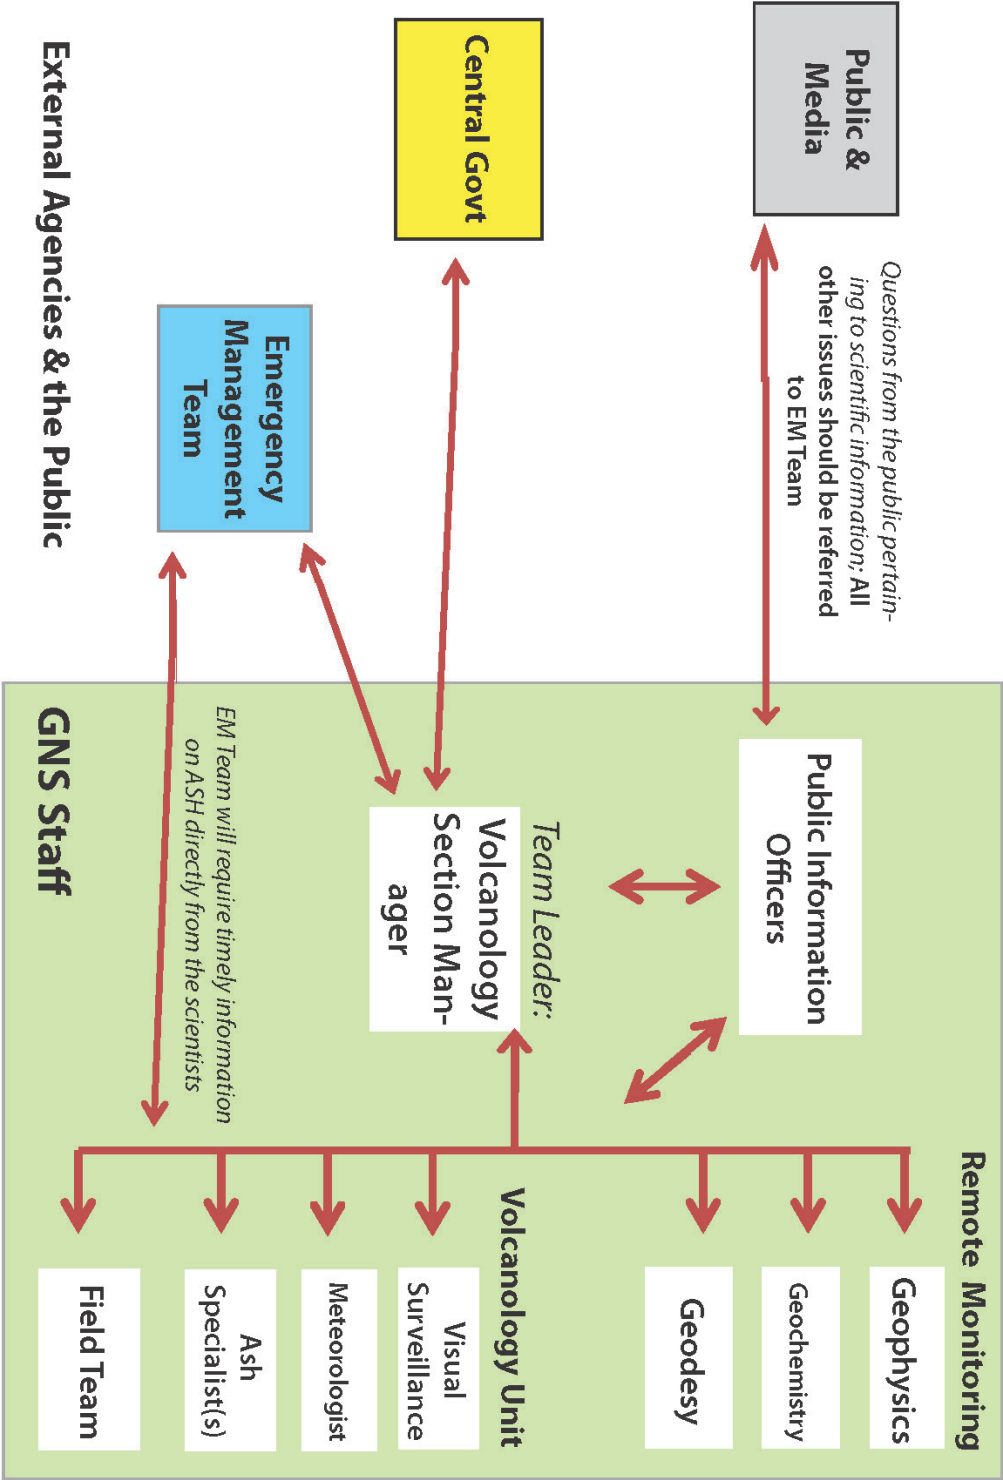 Public &
Media
Questions from the public pertain-
ing to scientific information; All
other issues should be referred
to EM Team
Central Govt
Emergency
Management
Team
External Agencies & the Public
Public Information
Officers
Team Leader:
Volcanology
Section Man-
ager
EM Team will require timely information
on ASH directly from the scientists
GNS Staff
Remote Monitoring
Geophysics
Geochemistry
Geodesy
Volcanology Unit
Visual
Surveillance
Meteorologist
Ash
Specialist(s)
Field Team